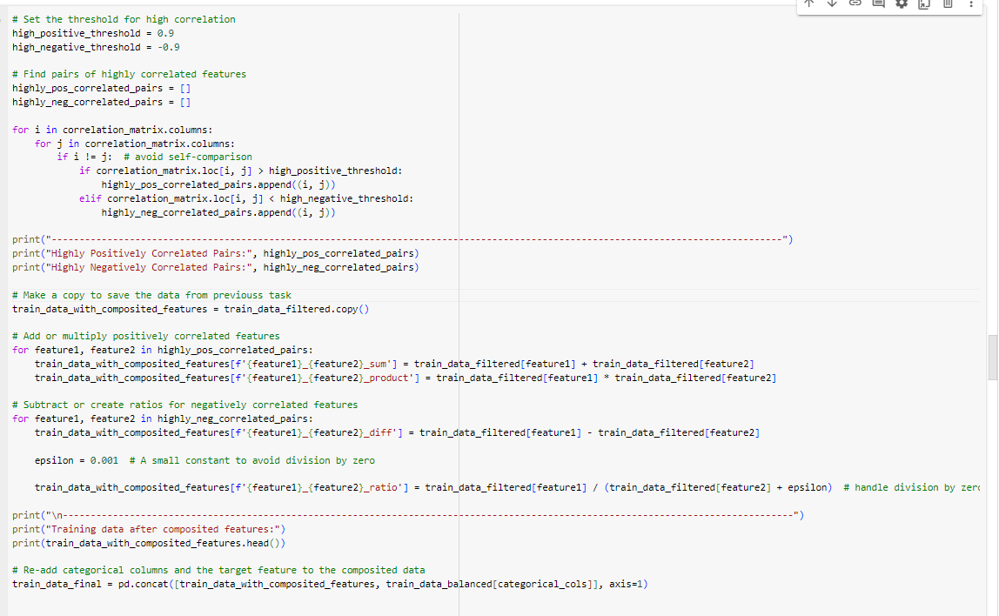 # Set the threshold for high correlation
high_positive_threshold = 0.9
high_negative_threshold = -0.9
# Find pairs of highly correlated features
highly_pos_correlated_pairs = []
highly_neg_correlated_pairs = []
for i in correlation_matrix.columns:
    for j in correlation_matrix.columns:
        if i != j:  # avoid self-comparison
            if correlation_matrix.loc[i, j] > high_positive_threshold:
                highly_pos_correlated_pairs.append((i, j))
            elif correlation_matrix.loc[i, j] < high_negative_threshold:
                highly_neg_correlated_pairs.append((i, j))
print("-----------------------------------------------------------------------------------------------------------------------------------")
print("Highly Positively Correlated Pairs:", highly_pos_correlated_pairs)
print("Highly Negatively Correlated Pairs:", highly_neg_correlated_pairs)
# Make a copy to save the data from previouss task
train_data_with_composited_features = train_data_filtered.copy()
# Add or multiply positively correlated features
for feature1, feature2 in highly_pos_correlated_pairs:
    train_data_with_composited_features[f'{feature1}_{feature2}_sum'] = train_data_filtered[feature1] + train_data_filtered[feature2]
    train_data_with_composited_features[f'{feature1}_{feature2}_product'] = train_data_filtered[feature1] * train_data_filtered[feature2]
# Subtract or create ratios for negatively correlated features
for feature1, feature2 in highly_neg_correlated_pairs:
    train_data_with_composited_features[f'{feature1}_{feature2}_diff'] = train_data_filtered[feature1] - train_data_filtered[feature2]
    epsilon = 0.001  # A small constant to avoid division by zero
    train_data_with_composited_features[f'{feature1}_{feature2}_ratio'] = train_data_filtered[feature1] / (train_data_filtered[feature2] + epsilon)  # handle division by zero
print("\n-----------------------------------------------------------------------------------------------------------------------------------")
print("Training data after composited features:")
print(train_data_with_composited_features.head())
# Re-add categorical columns and the target feature to the composited data
train_data_final = pd.concat([train_data_with_composited_features, train_data_balanced[categorical_cols]], axis=1)